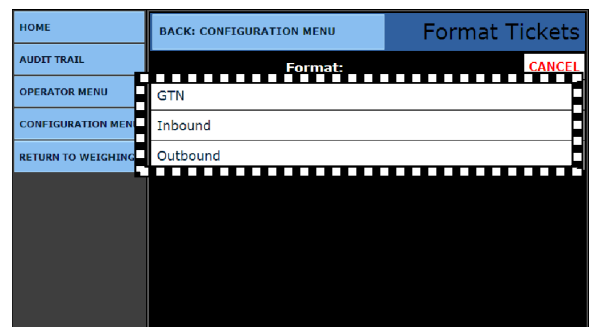 HOME
BACK: CONFIGURATION MENU
Format Tickets
AUDIT TRAIL
Format:
CANCEL
OPERATOR MENU
GTN
CONFIGURATION MEN
Inbound
RETURN TO WEIGHING
Outbound